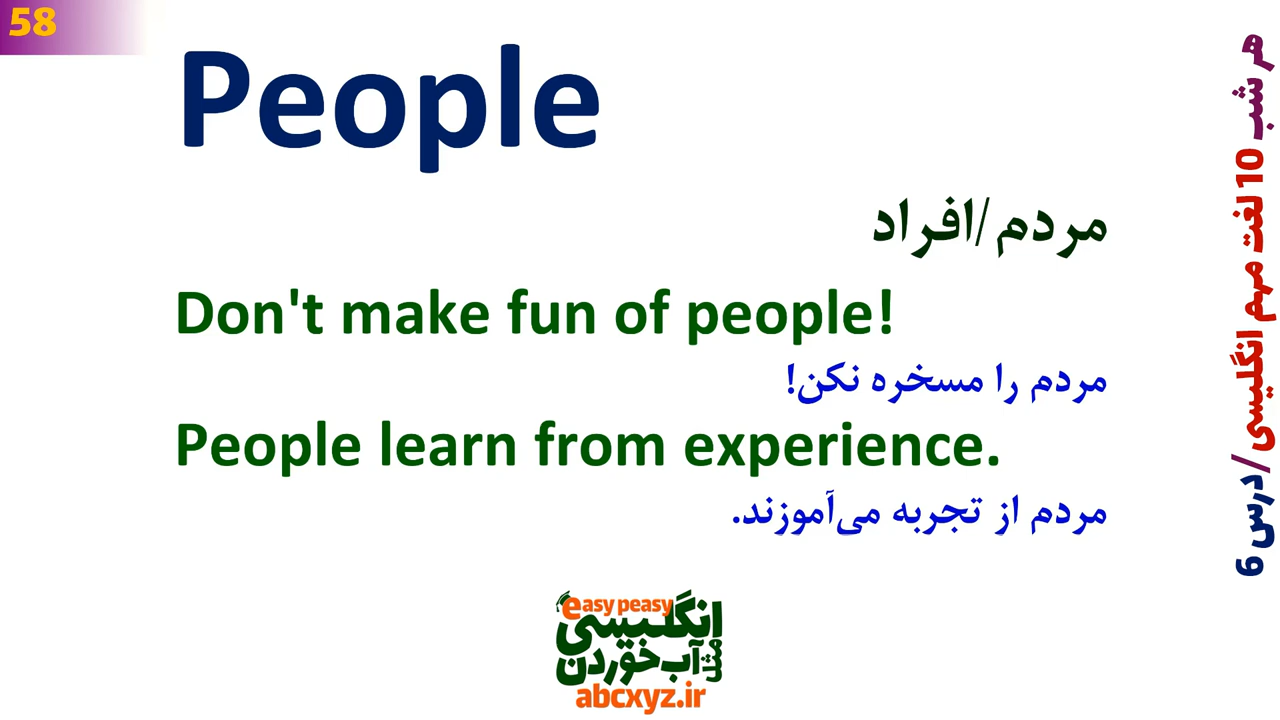 58
People
مردم/افراد
Don't make fun of people!
مردم را مسخره نکن!
People learn from experience.
مردم از تجربه می‌آموزند.
هر شب 10 لغت مهم انگلیسی/درس 6
easy peasy
انگلیسی
مثل آب خوردن
abcxyz.ir